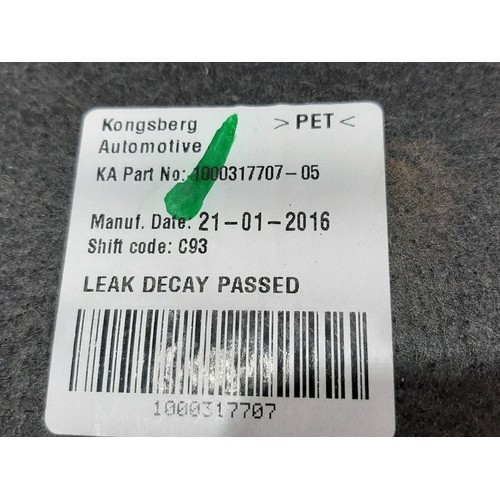 Kongsberg >PET<
Automotive
KA Part No: 1000317707-05
Manuf. Date: 21-01-2016
Shift code: C93
LEAK DECAY PASSED
1000317707